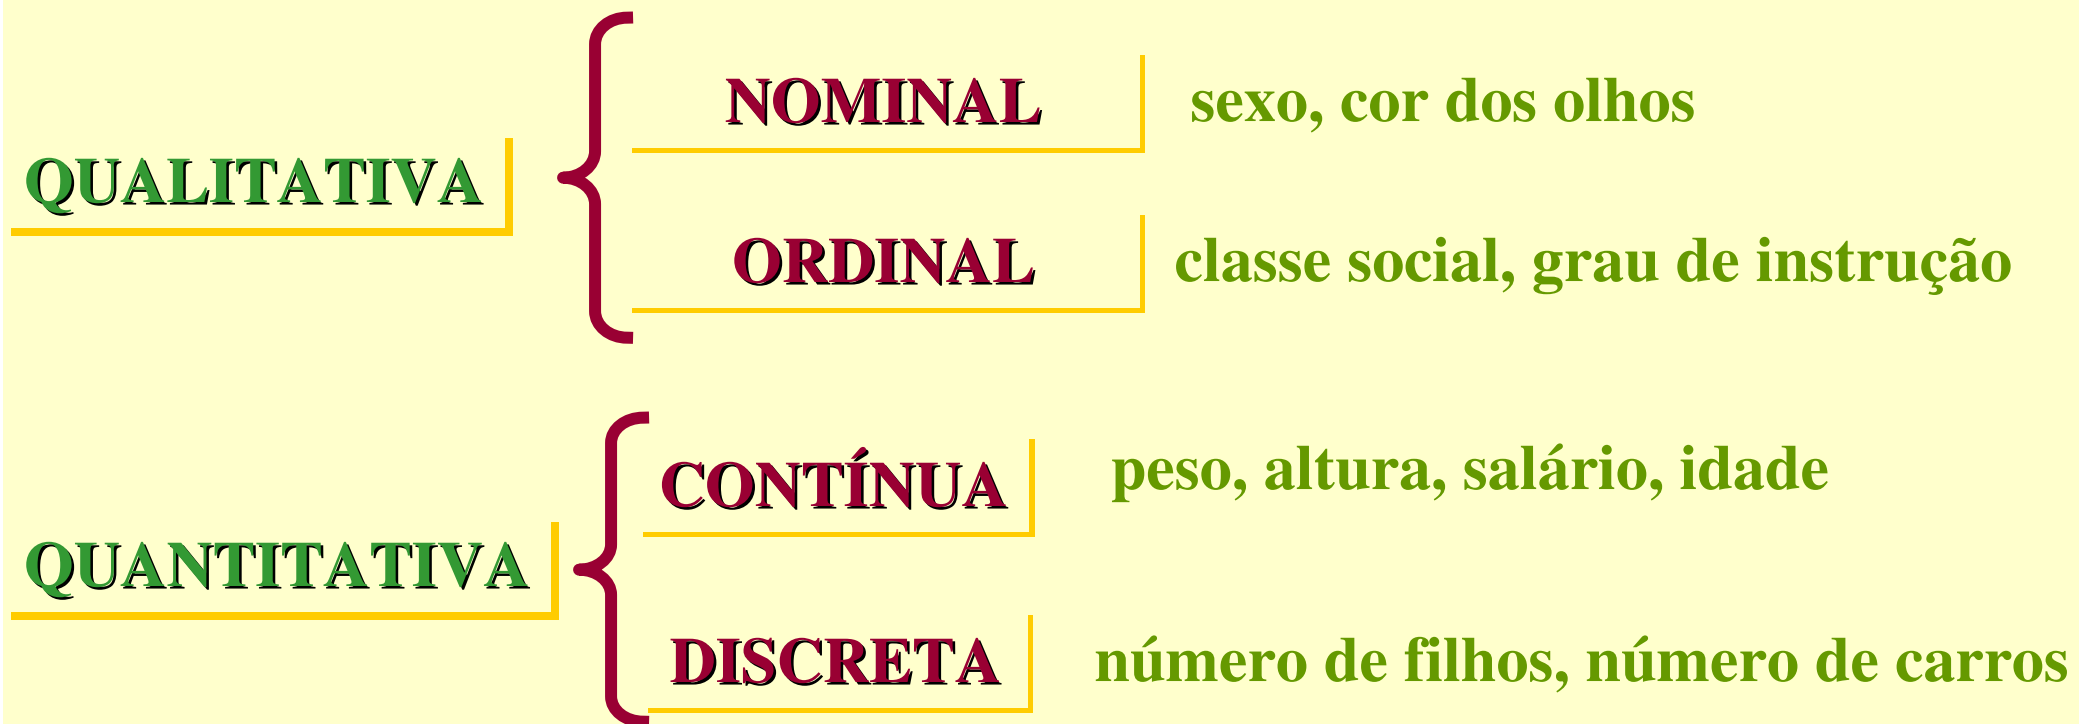 NOMINAL sexo, cor dos olhos
QUALITATIVA
ORDINAL classe social, grau de instrução
CONTÍNUA peso, altura, salário, idade
QUANTITATIVA
DISCRETA número de filhos, número de carros